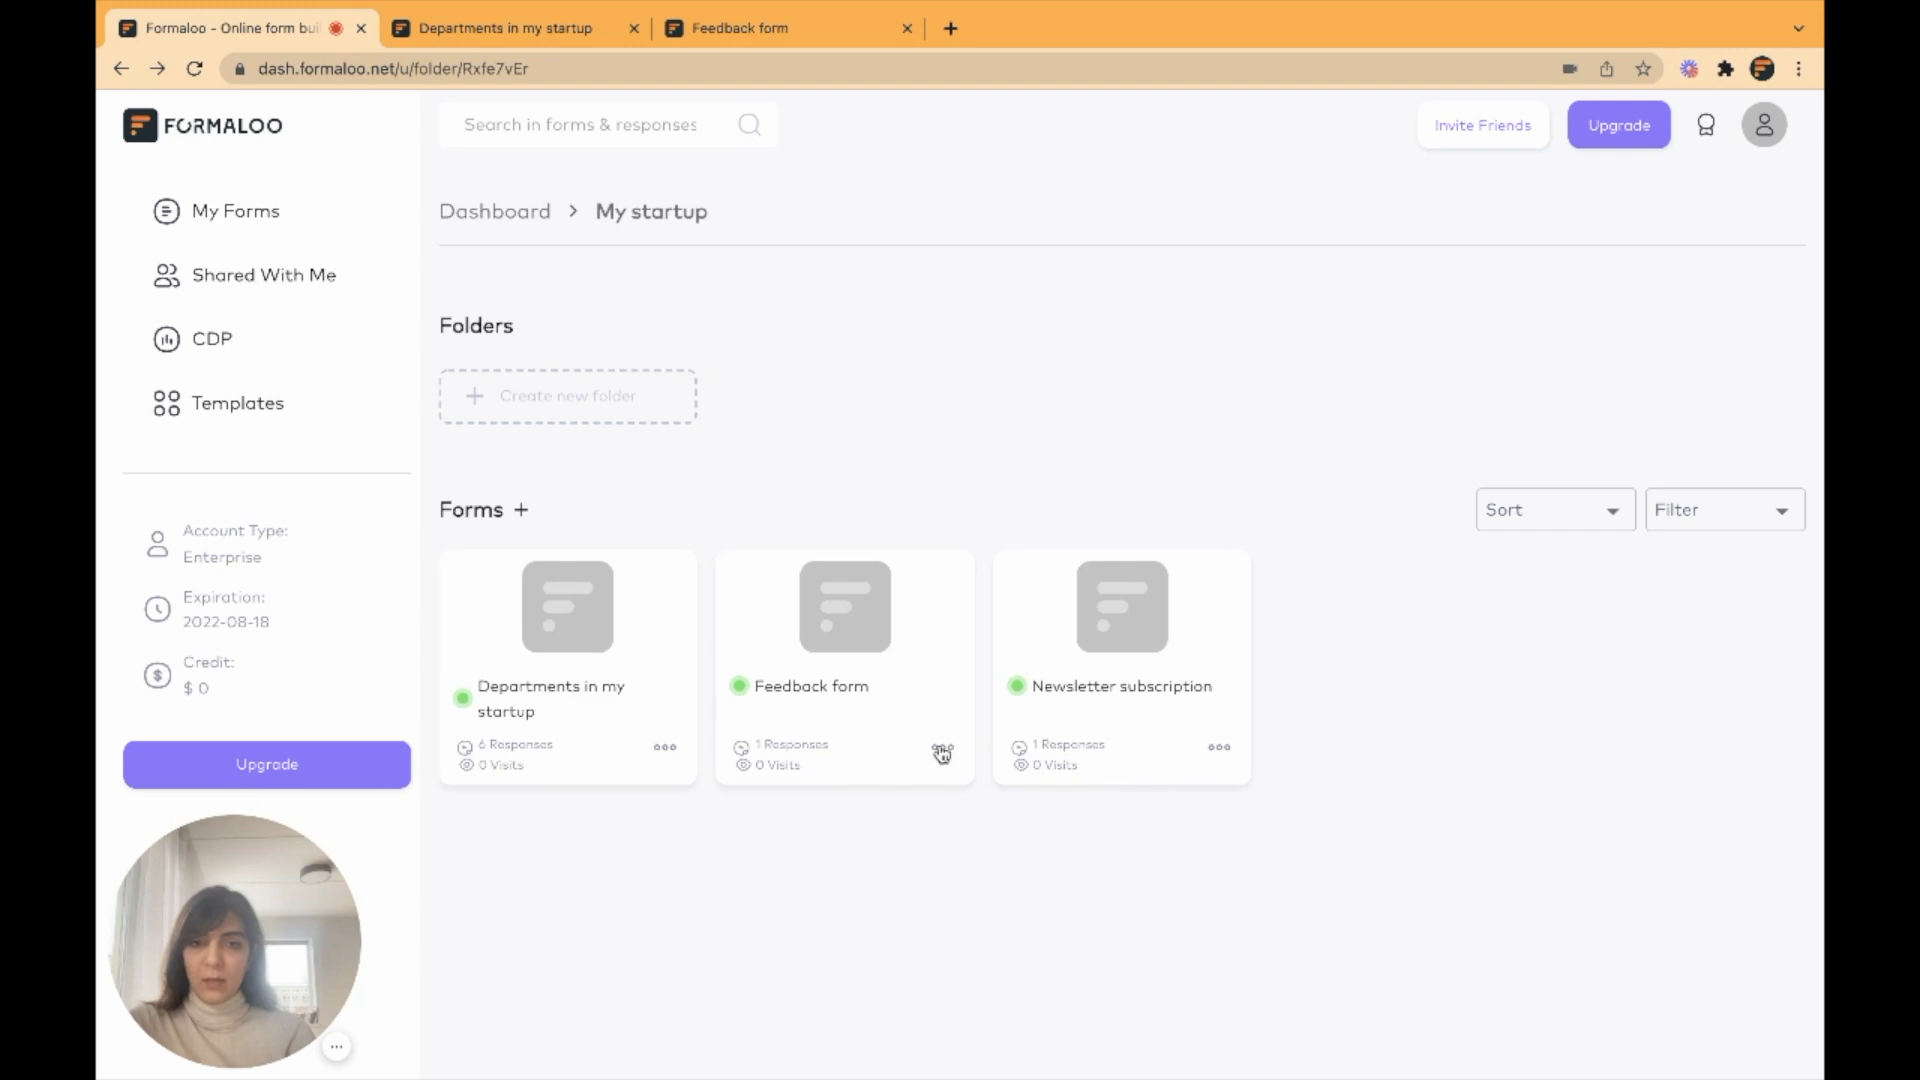 Formaloo - Online form bui
Departments in my startup
Feedback form
dash.formaloo.net/u/folder/Rxfe7vEr
FORMALOO
Search in forms & responses
Invite Friends
Upgrade
My Forms
Shared With Me
CDP
Templates
Dashboard > My startup
Folders
+ Create new folder
Account Type:
Enterprise
Expiration:
2022-08-18
Credit:
$ 0
Upgrade
Forms +
Sort
Filter
Departments in my
startup
6 Responses
0 Visits
Feedback form
1 Responses
0 Visits
Newsletter subscription
1 Responses
0 Visits